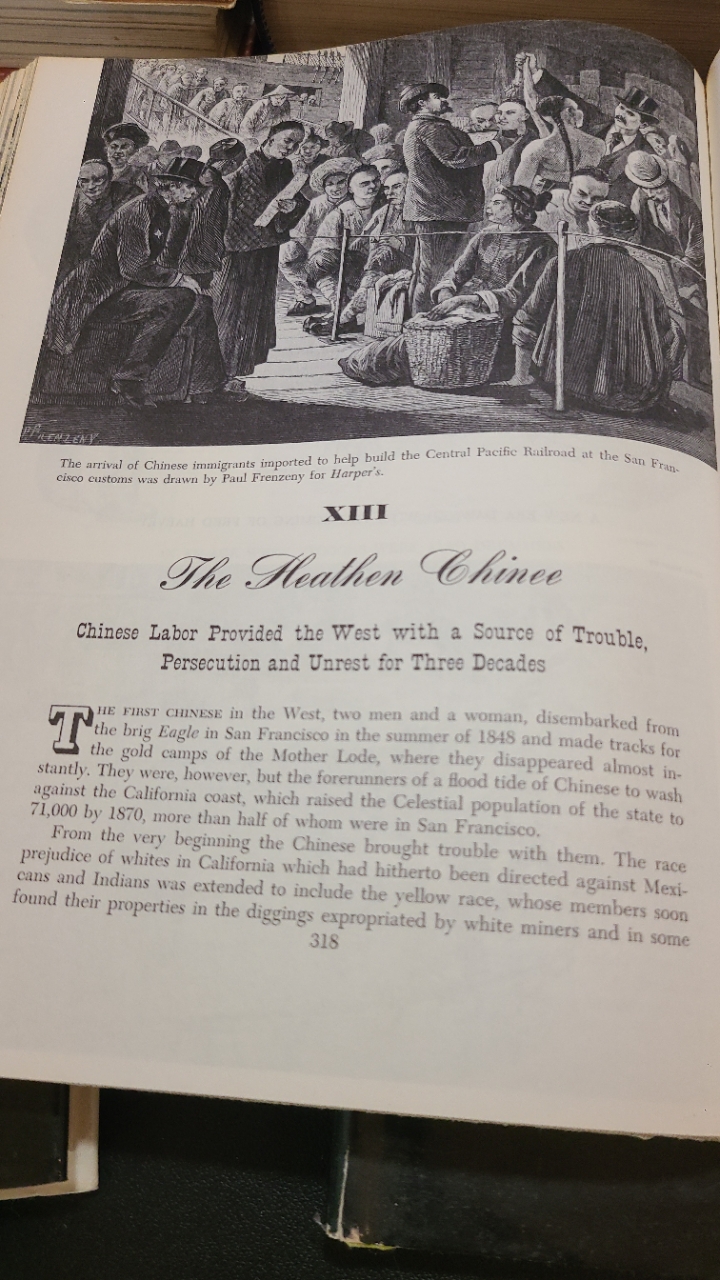 P FRENZENY
The arrival of Chinese immigrants imported to help build the Central Pacific Railroad at the San Fran-
cisco customs was drawn by Paul Frenzeny for Harper's.
XIII
The Heathen Chinee
Chinese Labor Provided the West with a Source of Trouble,
Persecution and Unrest for Three Decades
THE FIRST CHINESE in the West, two men and a woman, disembarked from
the brig Eagle in San Francisco in the summer of 1848 and made tracks for
the gold camps of the Mother Lode, where they disappeared almost in-
stantly. They were, however, but the forerunners of a flood tide of Chinese to wash
against the California coast, which raised the Celestial population of the state to
71,000 by 1870, more than half of whom were in San Francisco.
From the very beginning the Chinese brought trouble with them. The race
prejudice of whites in California which had hitherto been directed against Mexi-
cans and Indians was extended to include the yellow race, whose members soon
found their properties in the diggings expropriated by white miners and in some
318